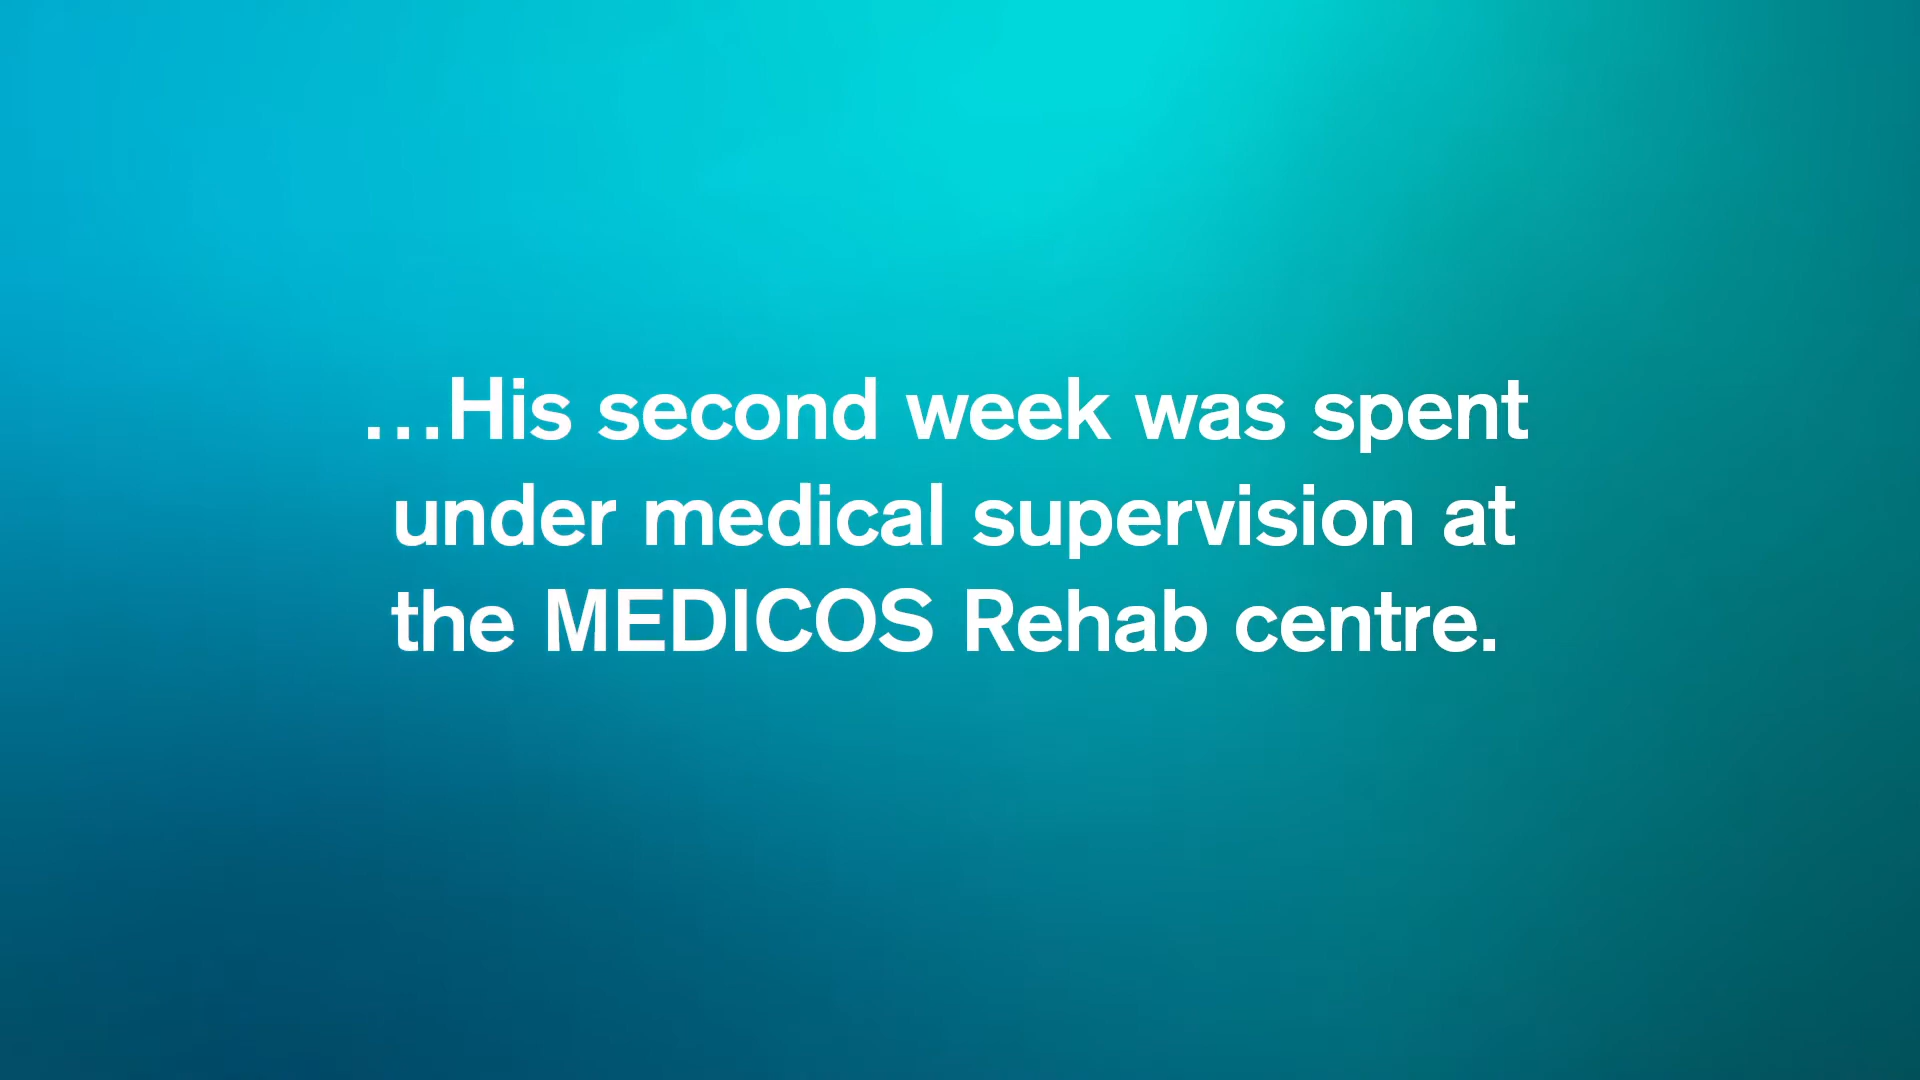 …His second week was spent
under medical supervision at
the MEDICOS Rehab centre.